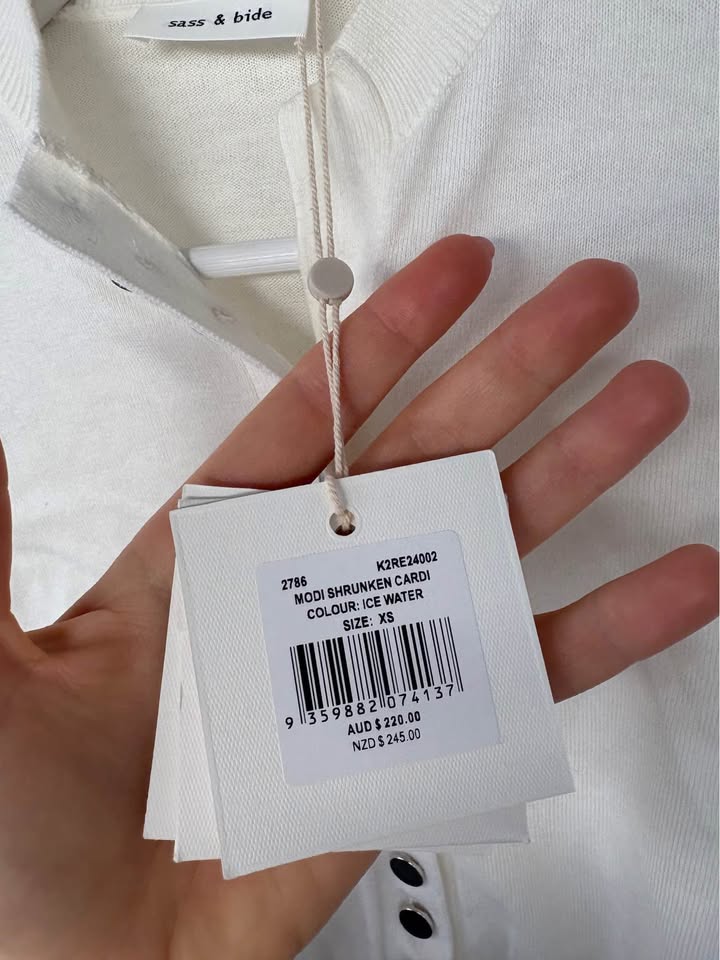 sass & bide
2786 K2RE24002
MODI SHRUNKEN CARDI
COLOUR: ICE WATER
SIZE: XS
9 359882 074137
AUD $ 220.00
NZD $ 245.00